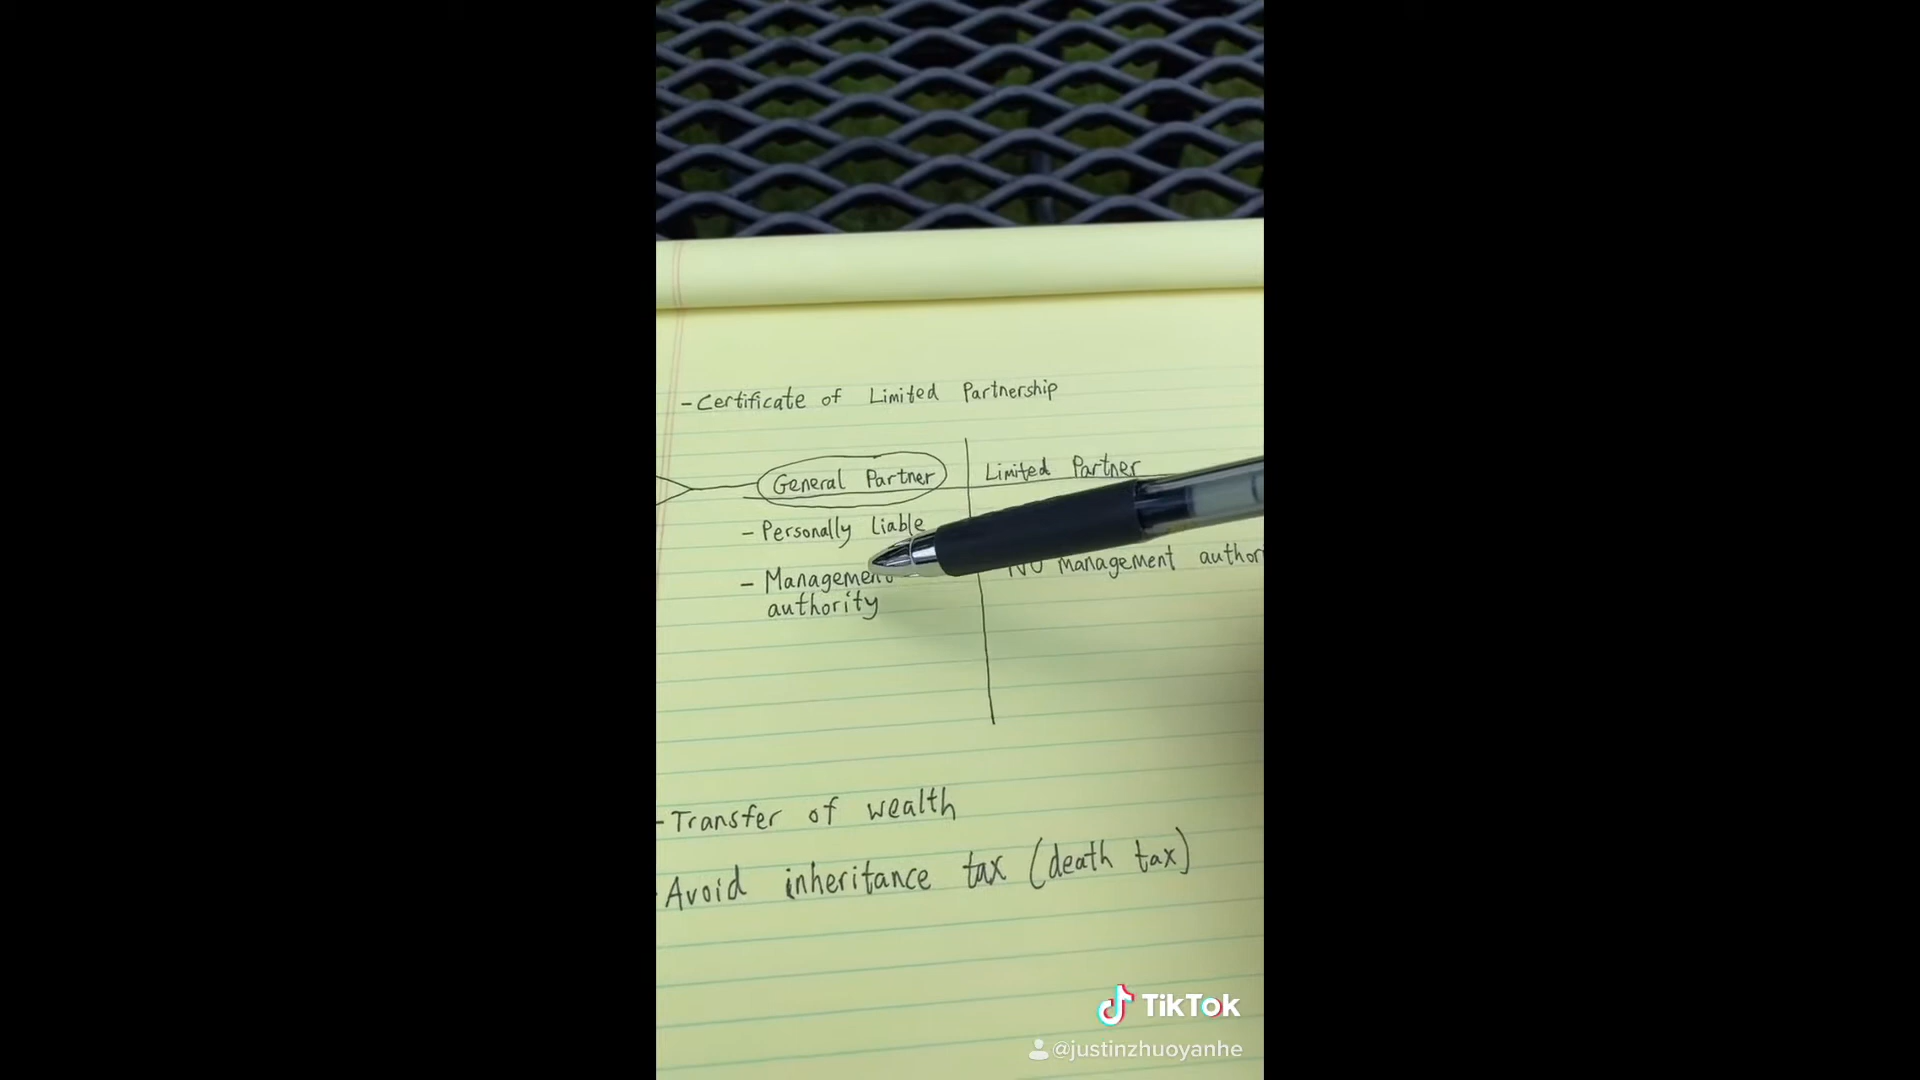 - Certificate of Limited Partnership
General Partner
Limited Partner
- Personally liable
- Management
authority
No management
- Transfer of wealth
- Avoid inheritance tax (death tax)
TikTok
@justinzhuoyanhe